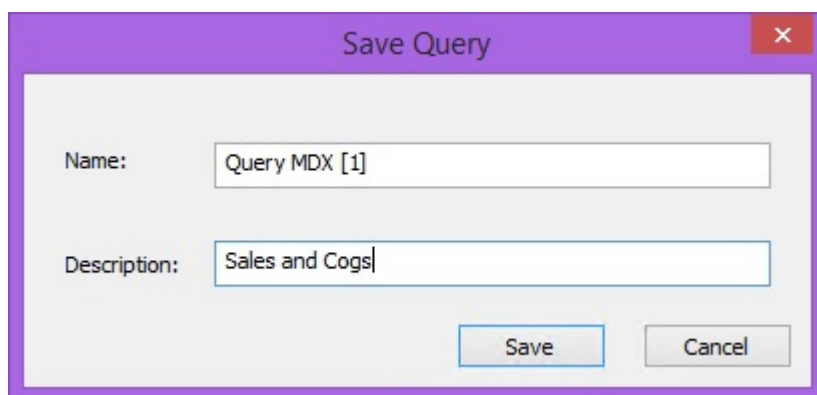 Save Query
Name: Query MDX [1]
Description: Sales and Cogs
Save Cancel